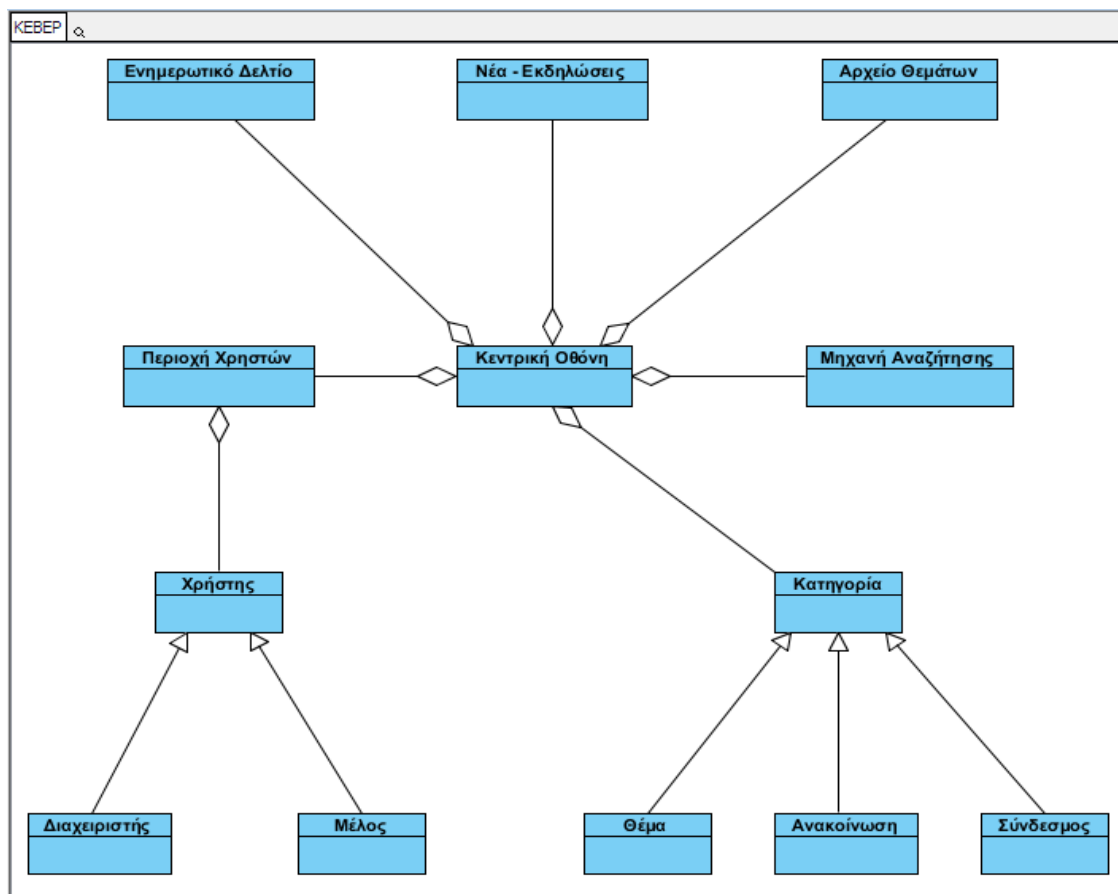 KEBEP
Ενημερωτικό Δελτίο
Νέα - Εκδηλώσεις
Αρχείο Θεμάτων
Περιοχή Χρηστών
Κεντρική Οθόνη
Μηχανή Αναζήτησης
Χρήστης
Κατηγορία
Διαχειριστής
Μέλος
Θέμα
Ανακοίνωση
Σύνδεσμος